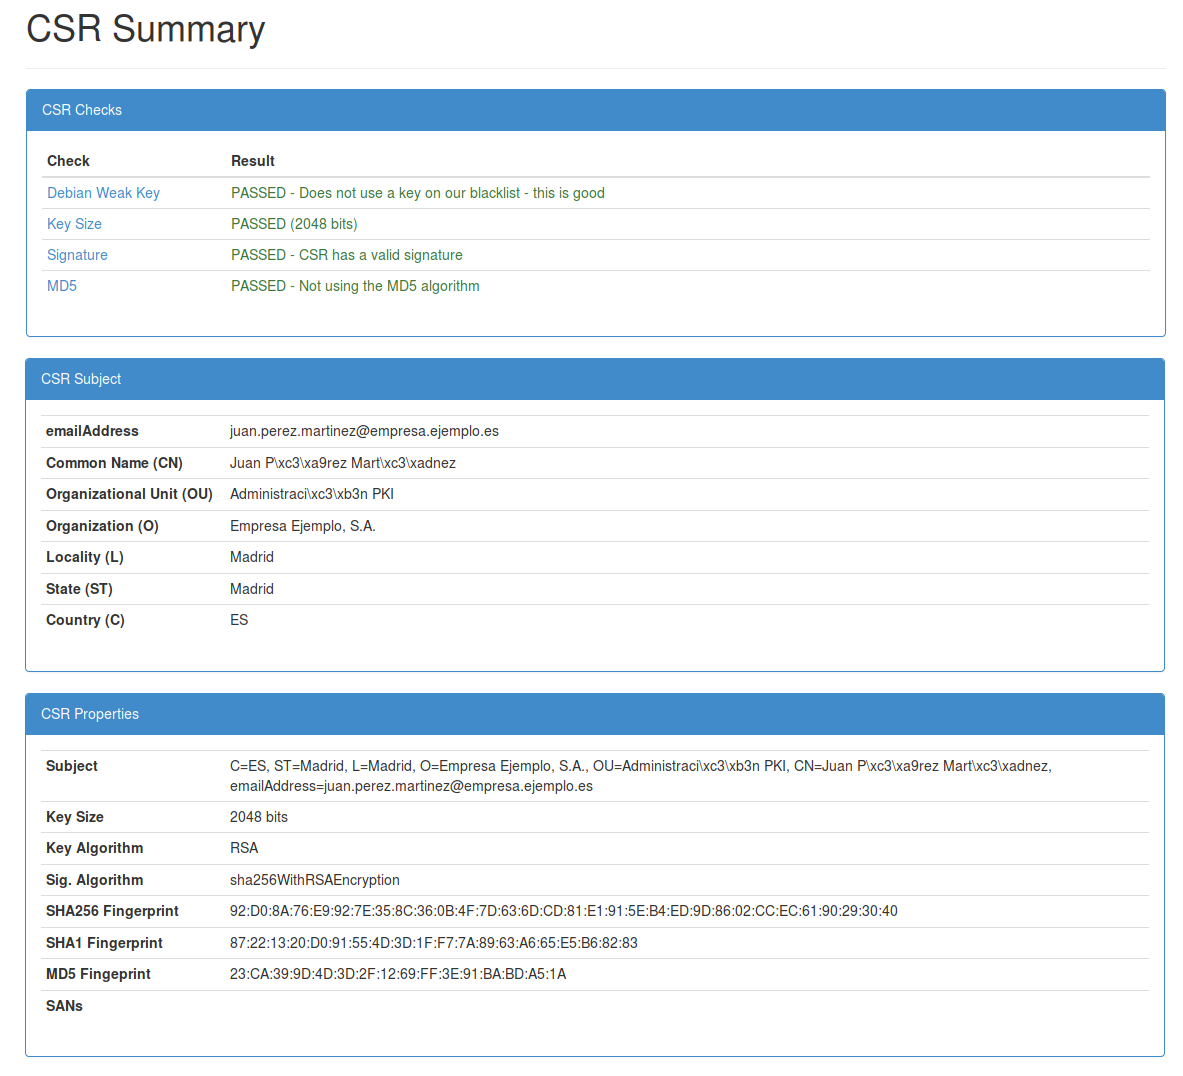 CSR Summary
CSR Checks
Check Result
Debian Weak Key PASSED - Does not use a key on our blacklist - this is good
Key Size PASSED (2048 bits)
Signature PASSED - CSR has a valid signature
MD5 PASSED - Not using the MD5 algorithm
CSR Subject
emailAddress juan.perez.martinez@empresa.ejemplo.es
Common Name (CN) Juan P\xc3\xa9rez Mart\xc3\xadnez
Organizational Unit (OU) Administraci\xc3\xb3n PKI
Organization (O) Empresa Ejemplo, S.A.
Locality (L) Madrid
State (ST) Madrid
Country (C) ES
CSR Properties
Subject C=ES, ST=Madrid, L=Madrid, O=Empresa Ejemplo, S.A., OU=Administraci\xc3\xb3n PKI, CN=Juan P\xc3\xa9rez Mart\xc3\xadnez,
emailAddress=juan.perez.martinez@empresa.ejemplo.es
Key Size 2048 bits
Key Algorithm RSA
Sig. Algorithm sha256WithRSAEncryption
SHA256 Fingerprint 92:D0:8A:76:E9:92:7E:35:8C:36:0B:4F:7D:63:6D:CD:81:E1:91:5E:B4:ED:9D:86:02:CC:EC:61:90:29:30:40
SHA1 Fingerprint 87:22:13:20:D0:91:55:4D:3D:1F:F7:7A:89:63:A6:65:E5:B6:82:83
MD5 Fingeprint 23:CA:39:9D:4D:3D:2F:12:69:FF:3E:91:BA:BD:A5:1A
SANs